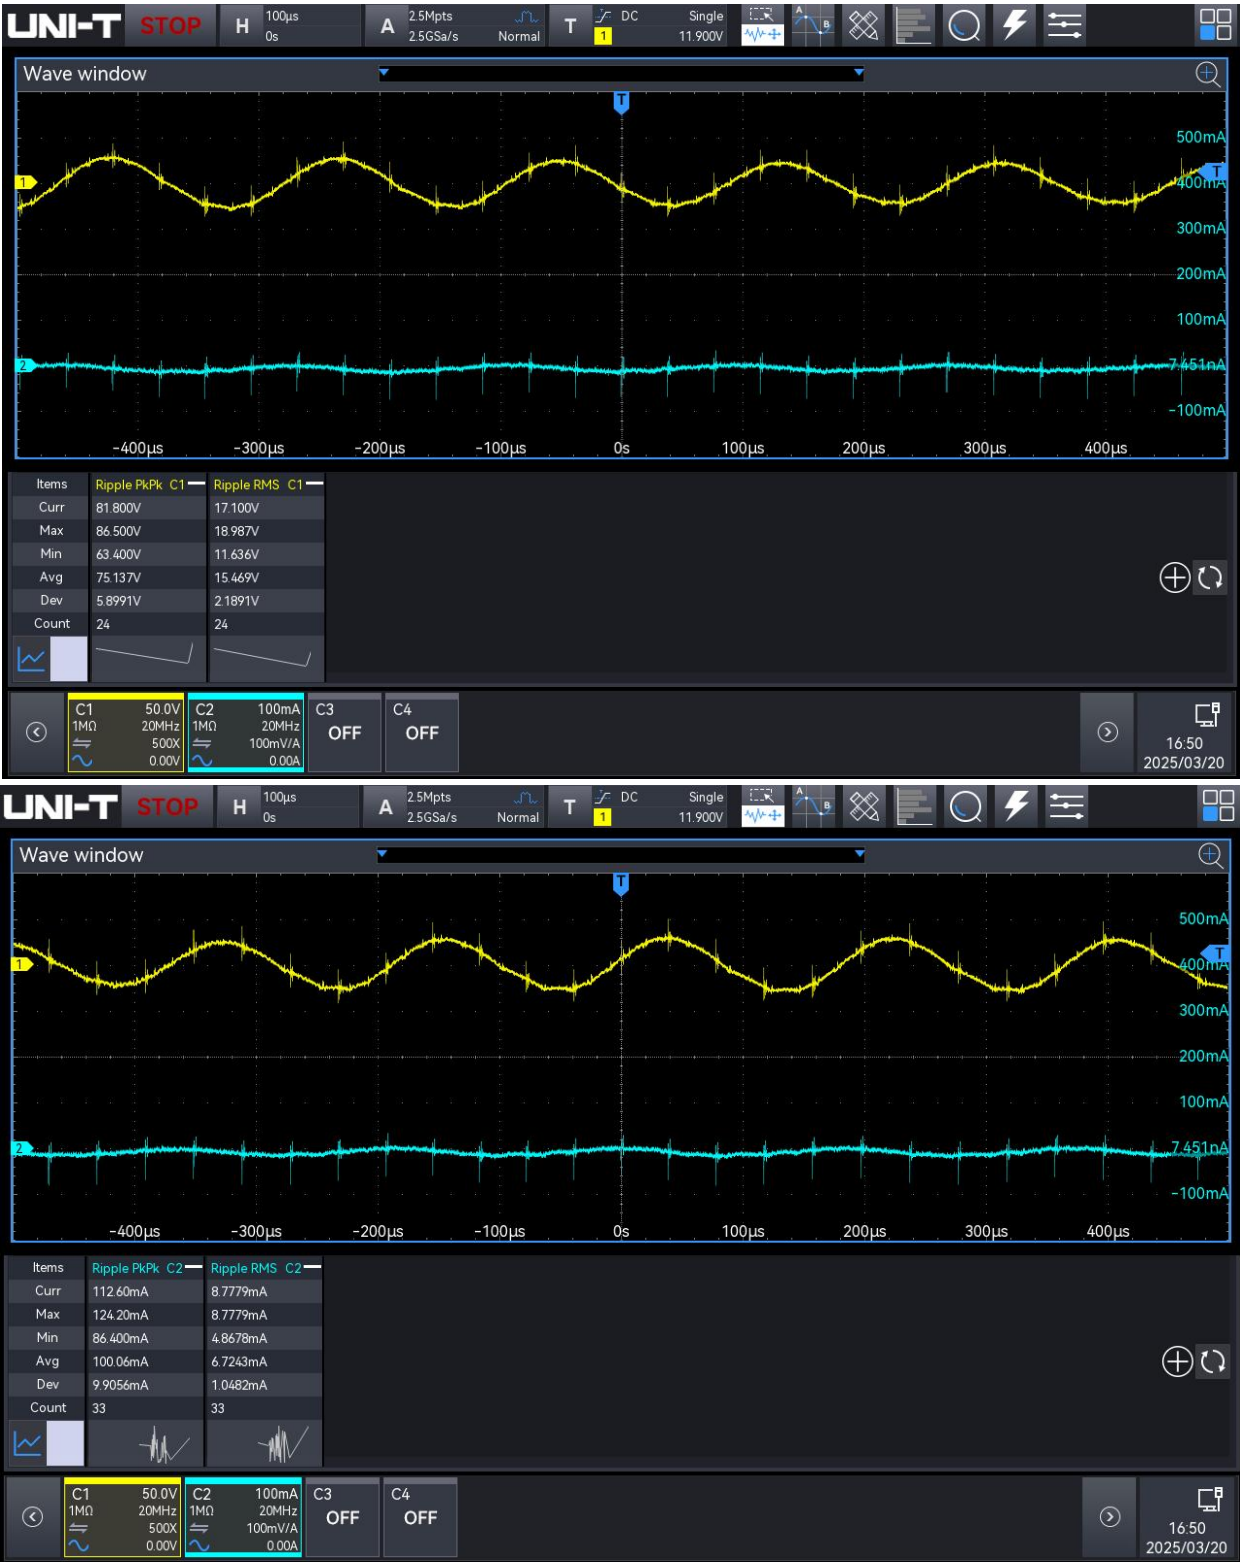 UNI-T STOP H 100µs A 2.5Mpts T DC Single
0s 2.5GSa/s Normal 1 11.900V
Wave window
T
500mA
1 T
400mA
300mA
200mA
100mA
2 7.451nA
-100mA
-400µs -300µs -200µs -100µs 0s 100µs 200µs 300µs 400µs
Items Ripple PkPk C1 Ripple RMS C1
Curr 81.800V 17.100V
Max 86.500V 18.987V
Min 63.400V 11.636V
Avg 75.137V 15.469V
Dev 5.8991V 2.1891V
Count 24 24
C1 50.0V C2 100mA C3 C4
1MΩ 20MHz 1MΩ 20MHz OFF OFF
500X 100mV/A 16:50
0.00V 0.00A 2025/03/20
UNI-T STOP H 100µs A 2.5Mpts T DC Single
0s 2.5GSa/s Normal 1 11.900V
Wave window
T
500mA
1 T
400mA
300mA
200mA
100mA
2 7.451nA
-100mA
-400µs -300µs -200µs -100µs 0s 100µs 200µs 300µs 400µs
Items Ripple PkPk C2 Ripple RMS C2
Curr 112.60mA 8.7779mA
Max 124.20mA 8.7779mA
Min 86.400mA 4.8678mA
Avg 100.06mA 6.7243mA
Dev 9.9056mA 1.0482mA
Count 33 33
C1 50.0V C2 100mA C3 C4
1MΩ 20MHz 1MΩ 20MHz OFF OFF
500X 100mV/A 16:50
0.00V 0.00A 2025/03/20